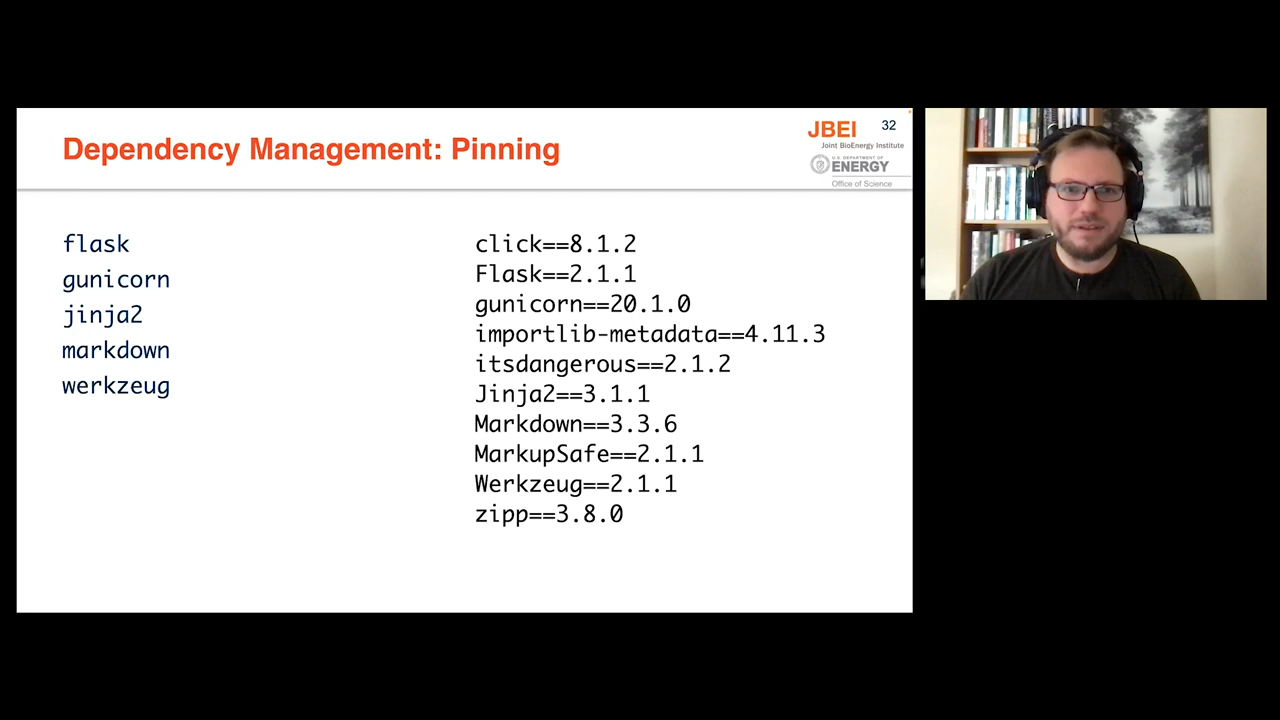 Dependency Management: Pinning
JBEI
32
Joint BioEnergy Institute
U.S. DEPARTMENT OF
ENERGY
Office of Science
flask
gunicorn
jinja2
markdown
werkzeug
click==8.1.2
Flask==2.1.1
gunicorn==20.1.0
importlib-metadata==4.11.3
itsdangerous==2.1.2
Jinja2==3.1.1
Markdown==3.3.6
MarkupSafe==2.1.1
Werkzeug==2.1.1
zipp==3.8.0